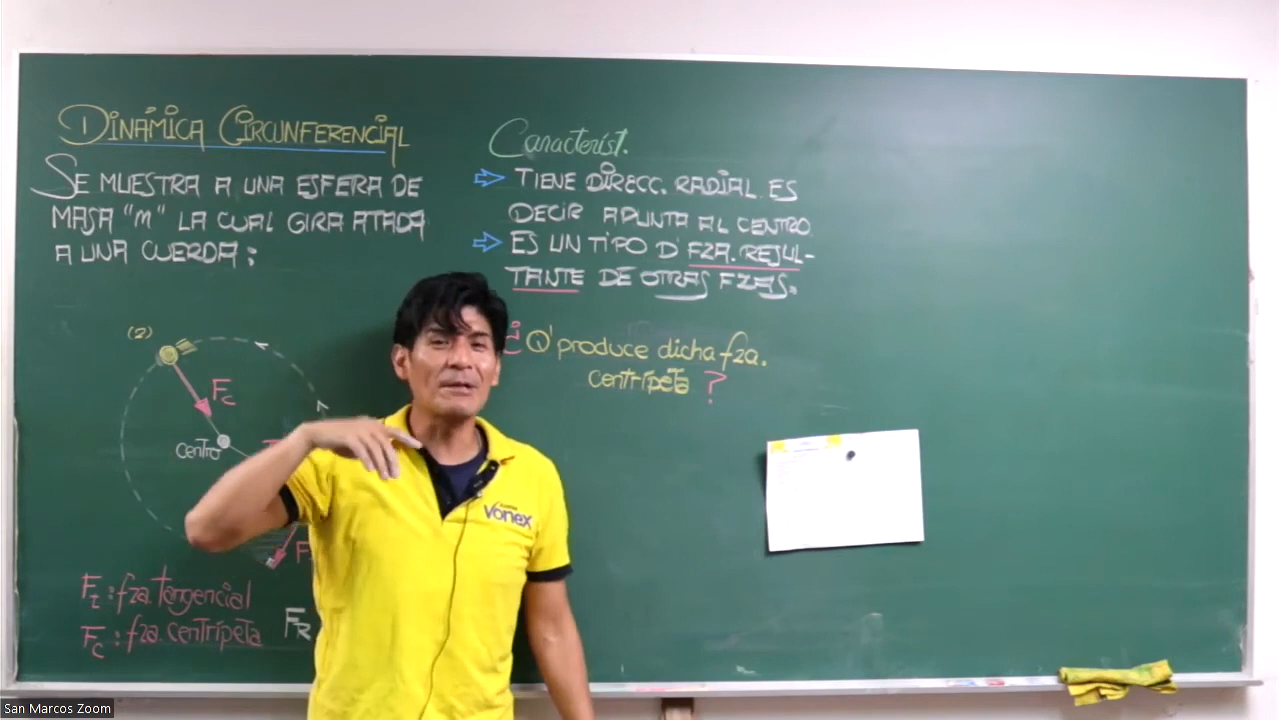 DINÁMICA CIRCUNFERENCIAL
SE MUESTRA A UNA ESFERA DE
MASA "m" LA CUAL GIRA ATADA
A UNA CUERDA:
(2)
Fc
centro
F
Ft : fza. tangencial
Fc : fza. centrípeta
FR
Característ.
⇒ TIENE DIRECC. RADIAL. ES
DECIR APUNTA AL CENTRO.
⇒ ES UN TIPO D' FZA. RESUL-
TANTE DE OTRAS FZAS.
¿Q' produce dicha fza.
centrípeta?
Vonex
San Marcos Zoom